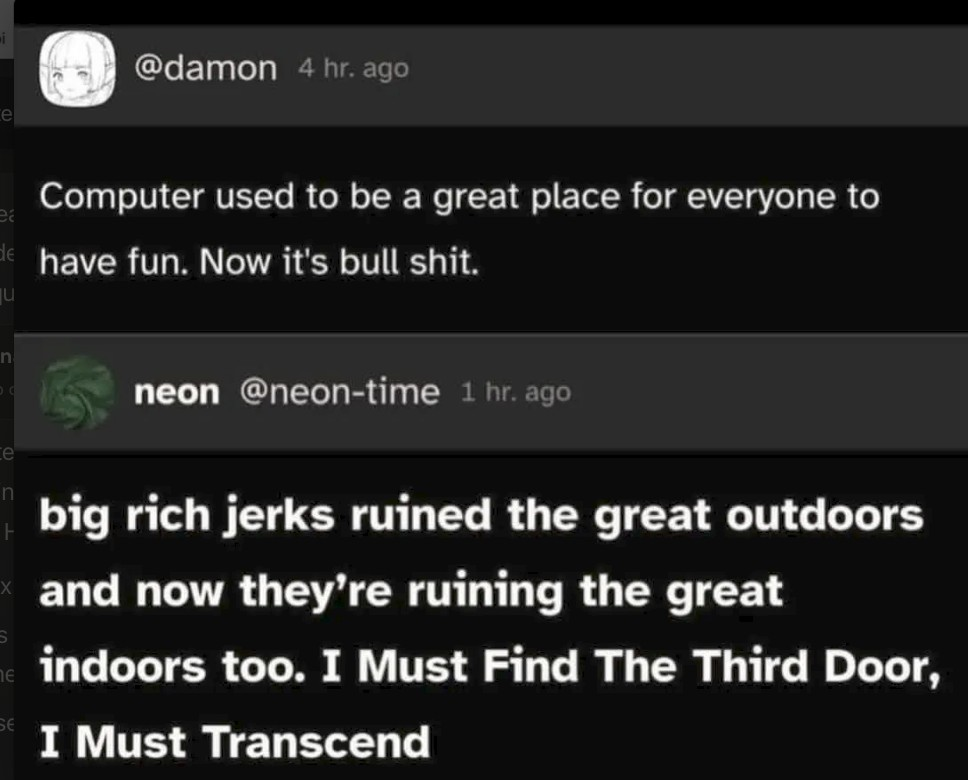 @damon 4 hr. ago
Computer used to be a great place for everyone to
have fun. Now it's bull shit.
neon @neon-time 1 hr. ago
big rich jerks ruined the great outdoors
and now they’re ruining the great
indoors too. I Must Find The Third Door,
I Must Transcend